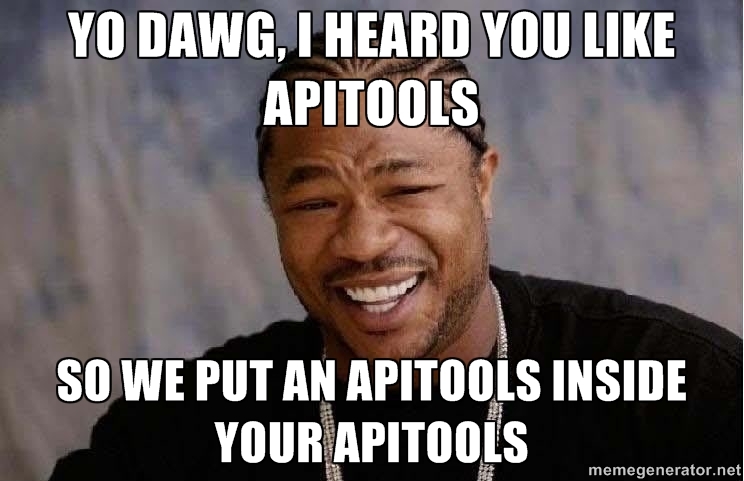 YO DAWG, I HEARD YOU LIKE
APITOOLS
SO WE PUT AN APITOOLS INSIDE
YOUR APITOOLS
memegenerator.net